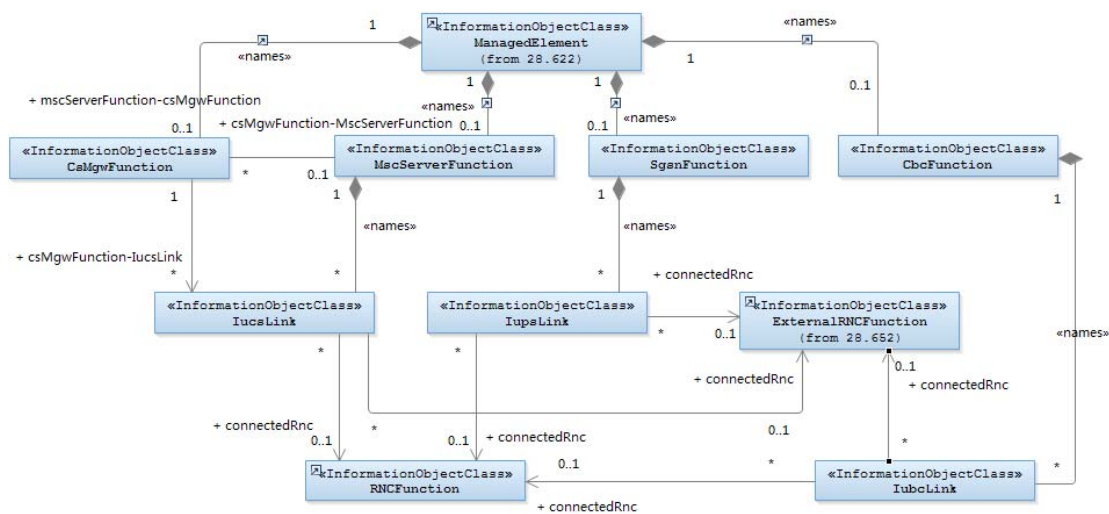 «InformationObjectClass»
ManagedElement
(from 28.622)
1
«names»
1
«names»
1
«names»
1
«names»
0..1
+ mscServerFunction-csMgwFunction
0..1
+ csMgwFunction-MscServerFunction
0..1
0..1
«InformationObjectClass»
CsMgwFunction
«InformationObjectClass»
MscServerFunction
«InformationObjectClass»
SgsnFunction
«InformationObjectClass»
CbcFunction
*
0..1
1
1
1
1
«names»
«names»
+ csMgwFunction-IucsLink
*
*
*
+ connectedRnc
«InformationObjectClass»
IucsLink
«InformationObjectClass»
IupsLink
«InformationObjectClass»
ExternalRNCFunction
(from 28.652)
*
0..1
«names»
*
*
0..1
+ connectedRnc
+ connectedRnc
+ connectedRnc
*
0..1
*
0..1
0..1
+ connectedRnc
0..1
*
*
«InformationObjectClass»
RNCFunction
«InformationObjectClass»
IubcLink
+ connectedRnc